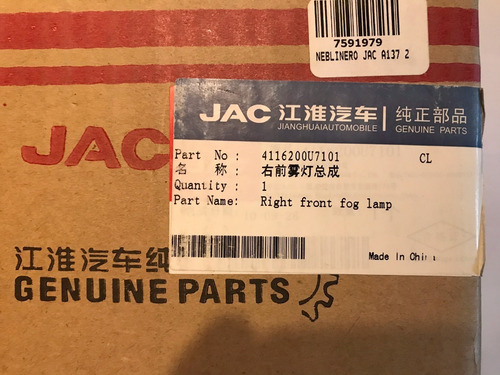 7591979
NEBLINERO JAC A137 2
JAC 江淮汽车 纯正部品
JIANGHUAIAUTOMOBILE GENUINE PARTS
Part No : 4116200U7101 CL
名 称 : 右前雾灯总成
Quantity : 1
Part Name: Right front fog lamp
Made In China
JAC
江淮汽车纯
GENUINE PARTS